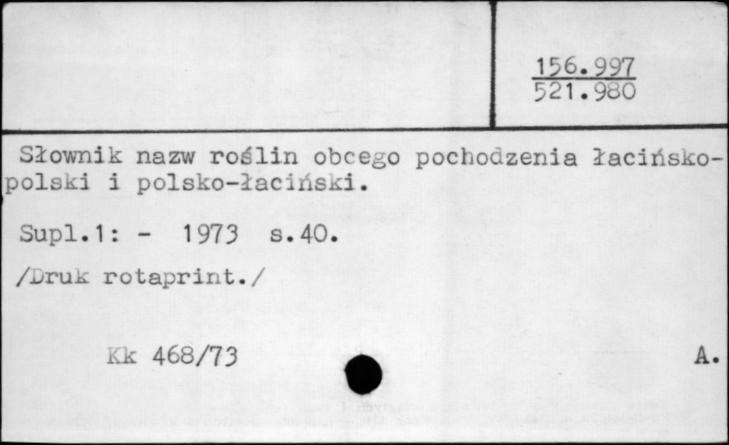 156.997
521.980
Słownik nazw roślin obcego pochodzenia łacińsko-
polski i polsko-łaciński.
Supl.1: - 1973 s.40.
/Druk rotaprint./
Kk 468/73 A.